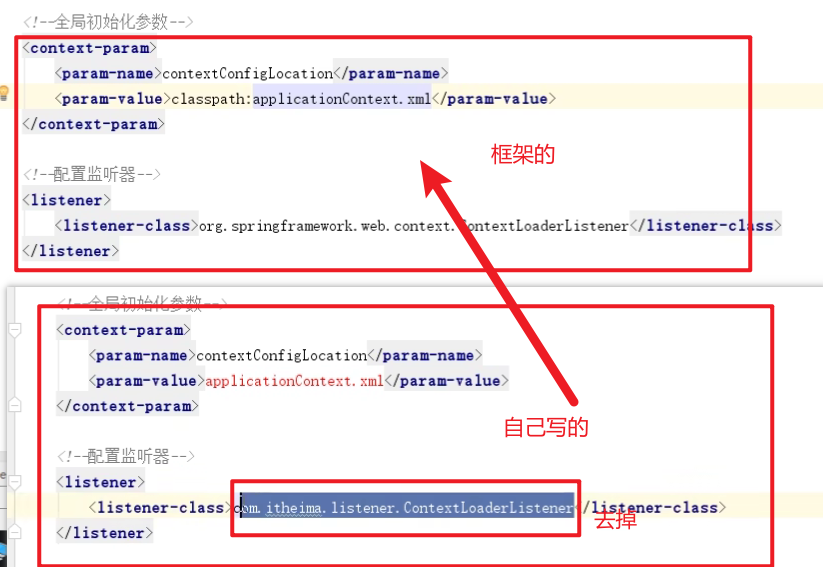 <!--全局初始化参数-->
<context-param>
<param-name>contextConfigLocation</param-name>
<param-value>classpath:applicationContext.xml</param-value>
</context-param>
框架的
<!--配置监听器-->
<listener>
<listener-class>org.springframework.web.context.ContextLoaderListener</listener-class>
</listener>
<!--全局初始化参数-->
<context-param>
<param-name>contextConfigLocation</param-name>
<param-value>applicationContext.xml</param-value>
</context-param>
自己写的
<!--配置监听器-->
<listener>
<listener-class>com.itheima.listener.ContextLoaderListener</listener-class>
去掉
</listener>